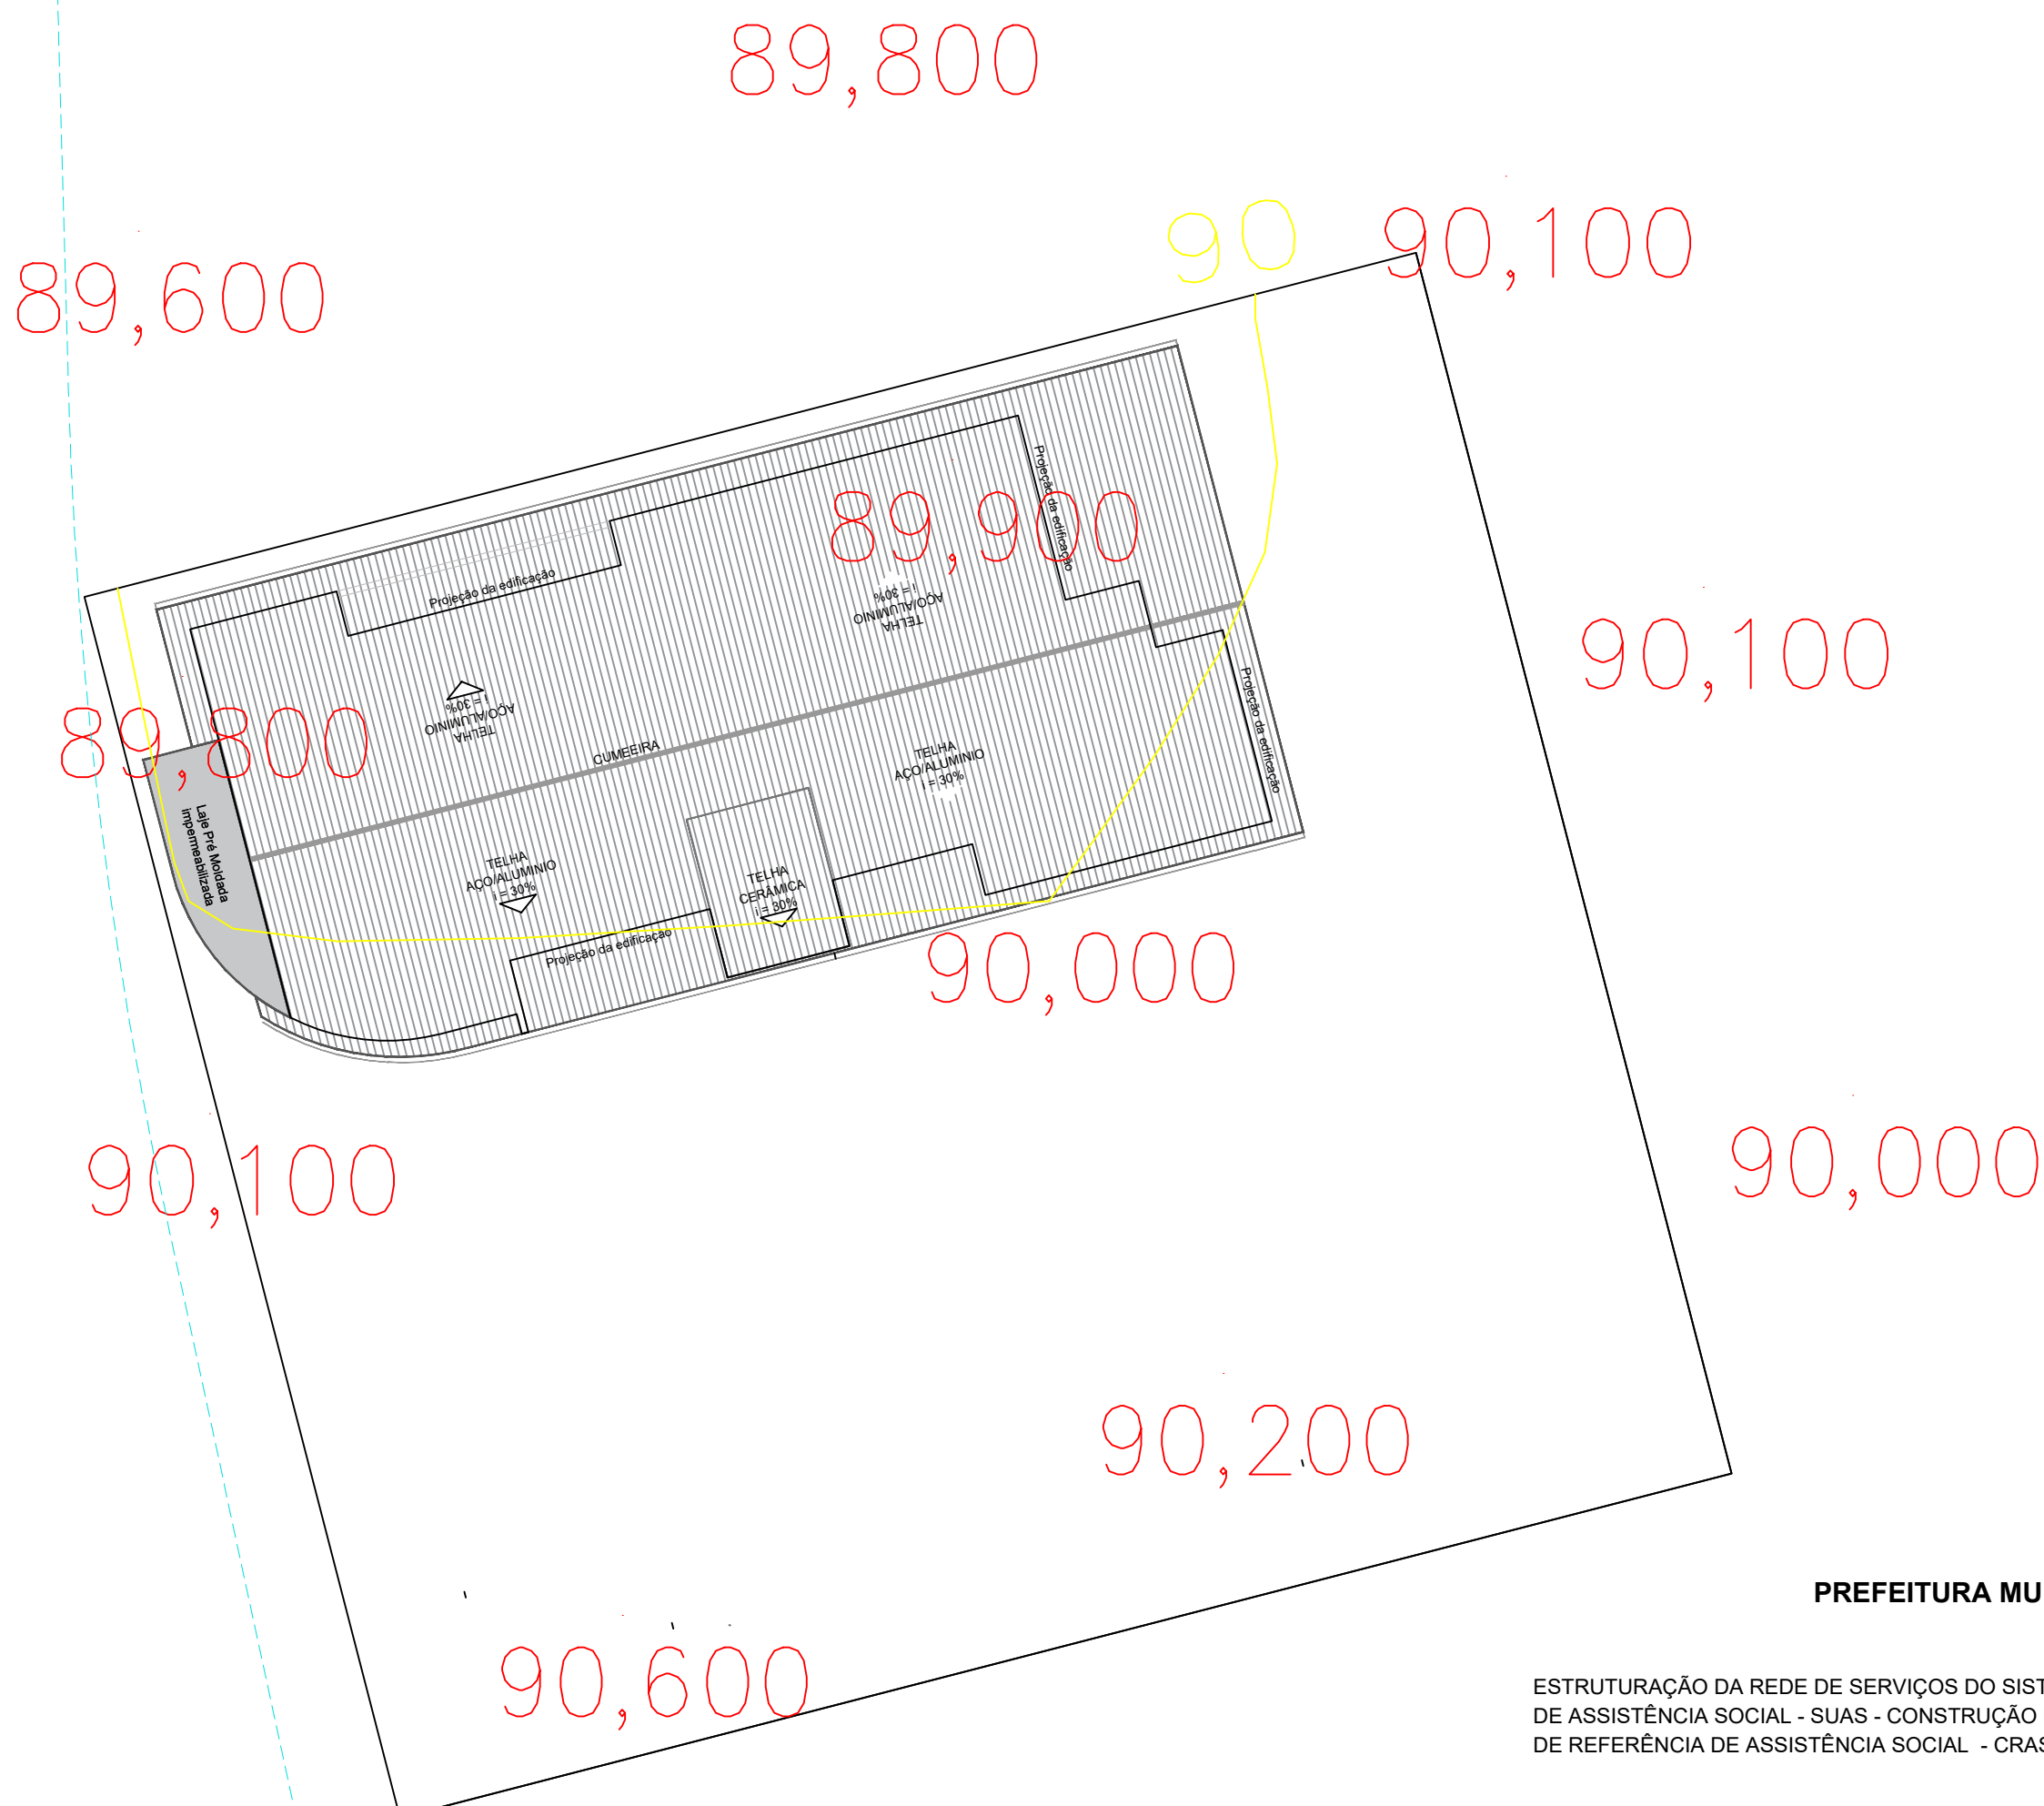 89,800
90
90,100
89,600
Projeção da edificação
89,900
Projeção da edificação
TELHA
AÇO/ALUMINIO
i = 30%
90,100
Projeção da edificação
TELHA
AÇO/ALUMINIO
i = 30%
89,800
CUMEEIRA
TELHA
AÇO/ALUMINIO
i = 30%
Laje Pré Moldada
impermeabilizada
TELHA
AÇO/ALUMINIO
i = 30%
TELHA
CERÂMICA
i = 30%
Projeção da edificação
90,000
90,100
90,000
90,200
90,600
PREFEITURA MU
ESTRUTURAÇÃO DA REDE DE SERVIÇOS DO SIST
DE ASSISTÊNCIA SOCIAL - SUAS - CONSTRUÇÃO
DE REFERÊNCIA DE ASSISTÊNCIA SOCIAL - CRAS